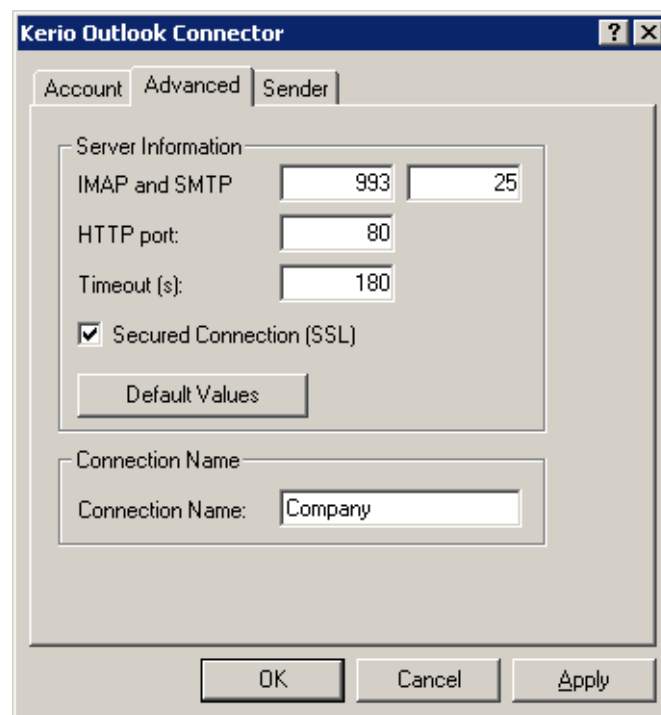 Kerio Outlook Connector
Account Advanced Sender
Server Information
IMAP and SMTP 993 25
HTTP port: 80
Timeout (s): 180
Secured Connection (SSL)
Default Values
Connection Name
Connection Name: Company
OK Cancel Apply